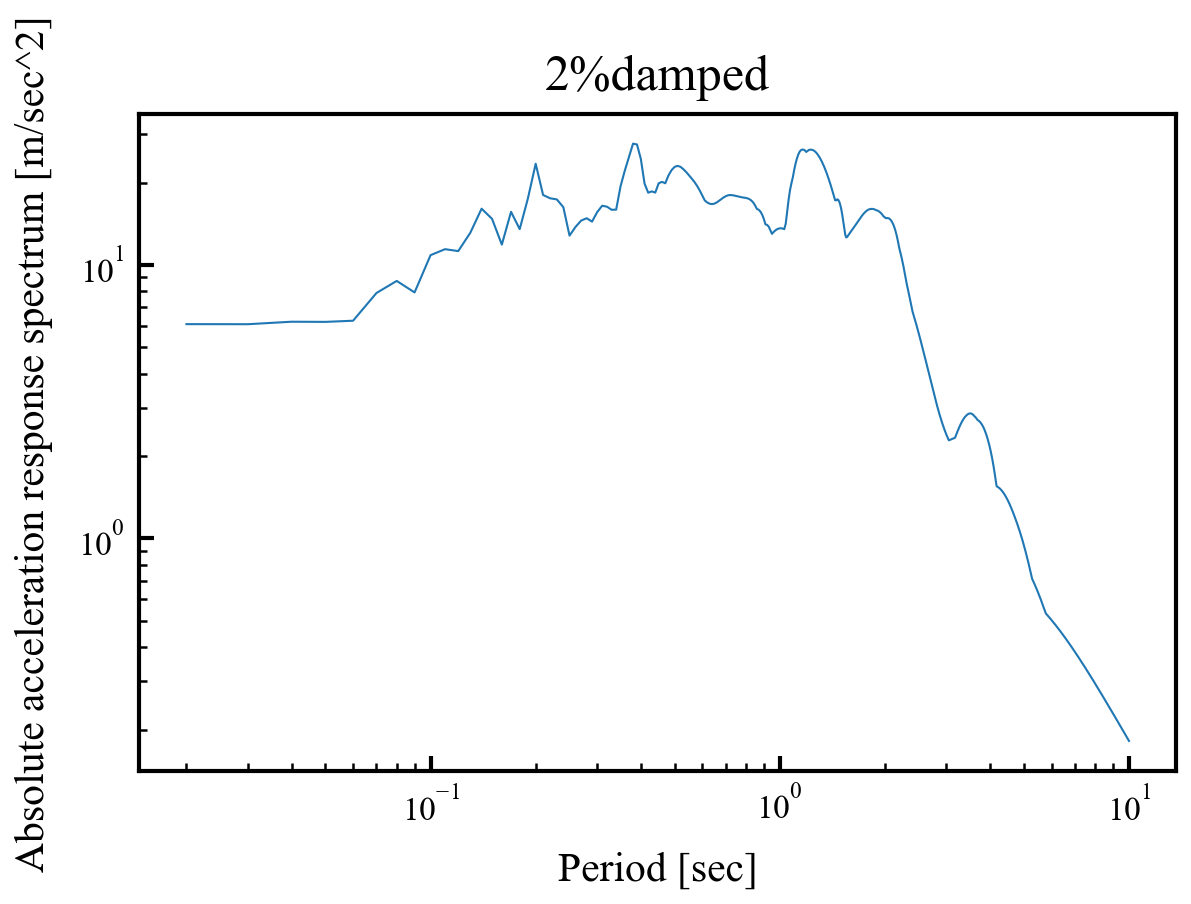 2%damped
Absolute acceleration response spectrum [m/sec^2]
10^1
10^0
10^−1
10^0
10^1
Period [sec]